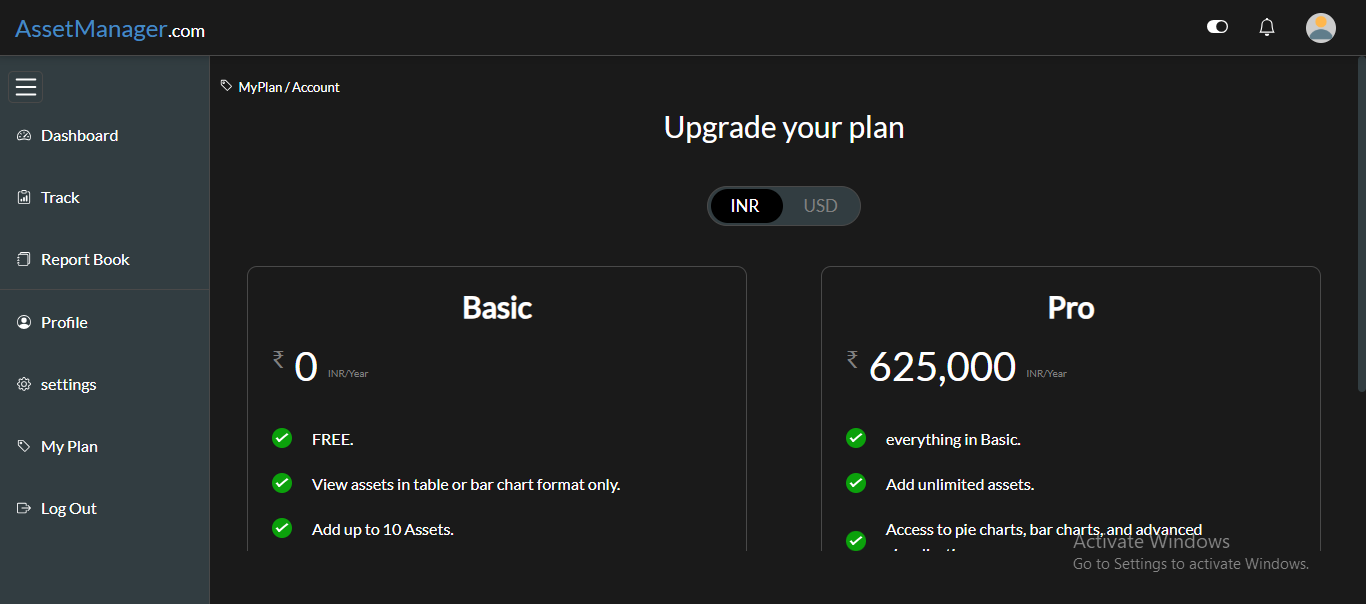 AssetManager.com
MyPlan / Account
Dashboard
Track
Report Book
Profile
settings
My Plan
Log Out
Upgrade your plan
INR USD
Basic
₹ 0 INR/Year
FREE.
View assets in table or bar chart format only.
Add up to 10 Assets.
Pro
₹ 625,000 INR/Year
everything in Basic.
Add unlimited assets.
Access to pie charts, bar charts, and advanced
Activate Windows
Go to Settings to activate Windows.